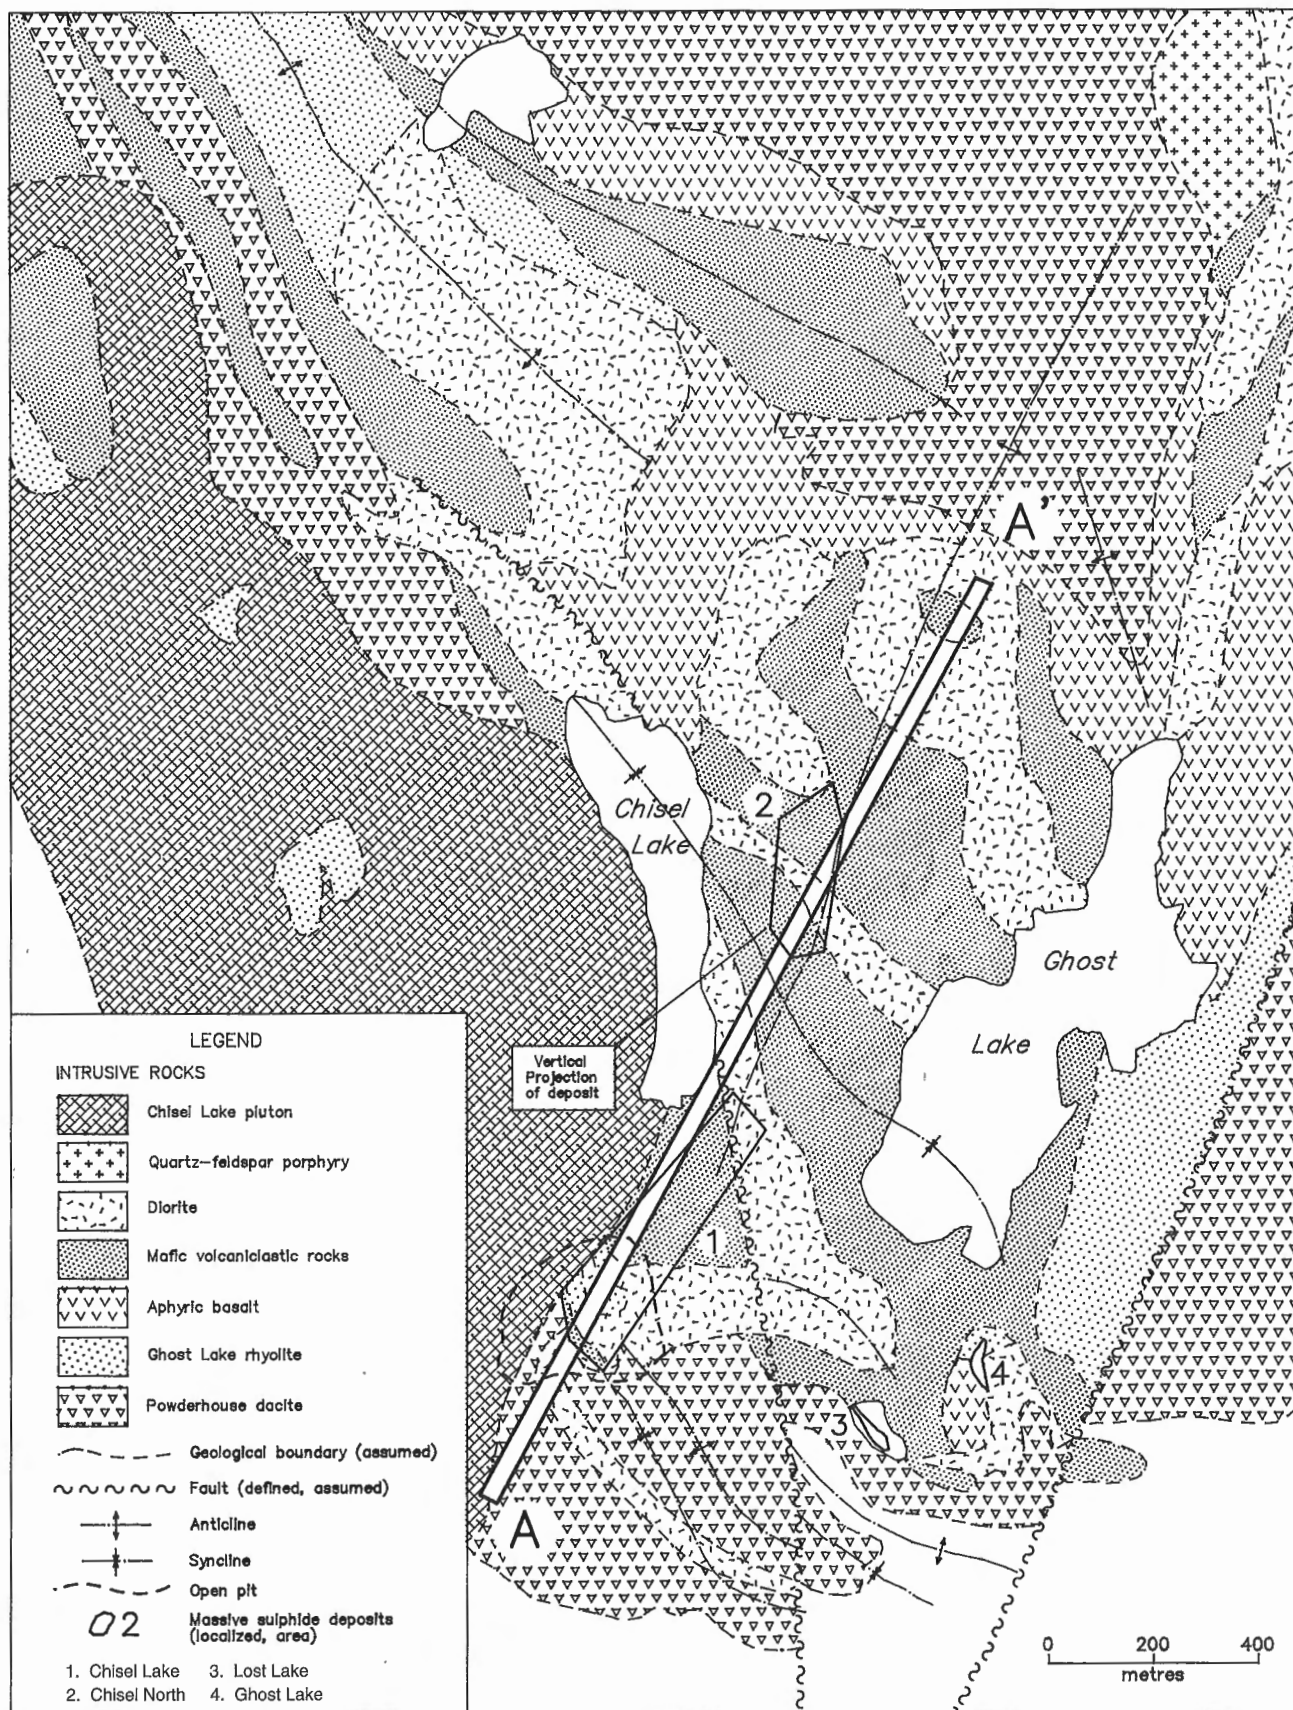 A'
2
Chisel
Lake
Ghost
Lake
Vertical
Projection
of deposit
1
4
3
A
LEGEND
INTRUSIVE ROCKS
Chisel Lake pluton
Quartz-feldspar porphyry
Diorite
Mafic volcaniclastic rocks
Aphyric basalt
Ghost Lake rhyolite
Powderhouse dacite
Geological boundary (assumed)
Fault (defined, assumed)
Anticline
Syncline
Open pit
2 Massive sulphide deposits
(localized, area)
1. Chisel Lake 3. Lost Lake
2. Chisel North 4. Ghost Lake
0 200 400
metres